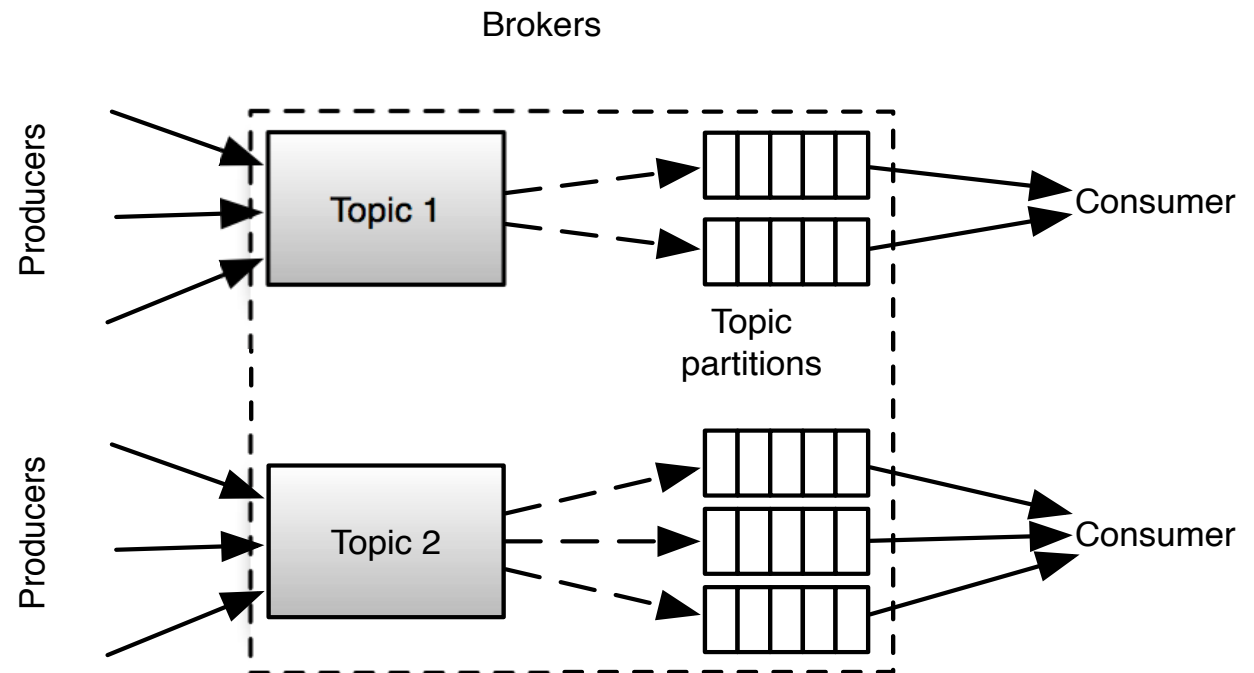 Brokers
Producers
Topic 1
Consumer
Topic
partitions
Producers
Topic 2
Consumer